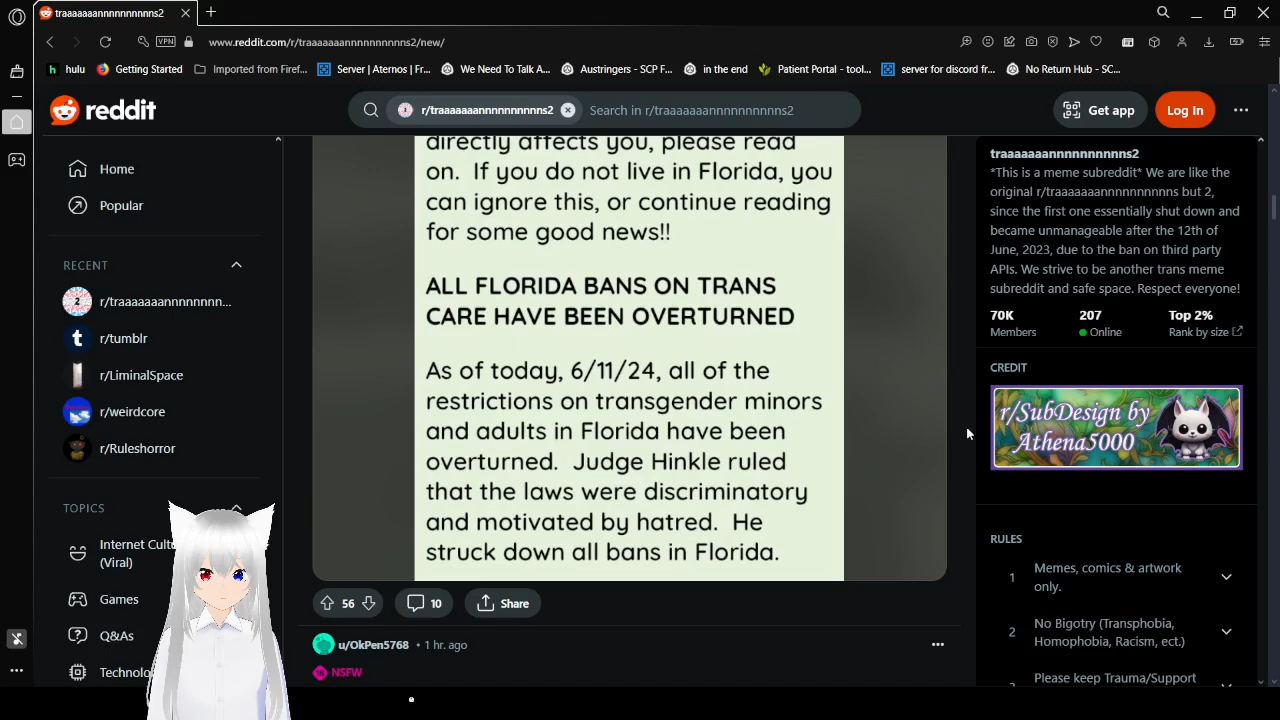 traaaaaaannnnnnnnnns2
www.reddit.com/r/traaaaaaannnnnnnnnns2/new/
VPN
hulu
Getting Started
Imported from Firef...
Server | Aternos | Fr...
We Need To Talk A...
Austringers - SCP F...
in the end
Patient Portal - tool...
server for discord fr...
No Return Hub - SC...
reddit
r/traaaaaaannnnnnnnnns2
Search in r/traaaaaaannnnnnnnnns2
Get app
Log In
Home
Popular
RECENT
r/traaaaaaannnnnnn...
r/tumblr
r/LiminalSpace
r/weirdcore
r/Ruleshorror
TOPICS
Internet Cult
(Viral)
Games
Q&As
Technolo
directly affects you, please read
on. If you do not live in Florida, you
can ignore this, or continue reading
for some good news!!
ALL FLORIDA BANS ON TRANS
CARE HAVE BEEN OVERTURNED
As of today, 6/11/24, all of the
restrictions on transgender minors
and adults in Florida have been
overturned. Judge Hinkle ruled
that the laws were discriminatory
and motivated by hatred. He
struck down all bans in Florida.
56
10
Share
u/OkPen5768 • 1 hr. ago
18 NSFW
traaaaaaannnnnnnnnns2
*This is a meme subreddit* We are like the
original r/traaaaaaannnnnnnnnns but 2,
since the first one essentially shut down and
became unmanageable after the 12th of
June, 2023, due to the ban on third party
APIs. We strive to be another trans meme
subreddit and safe space. Respect everyone!
70K
Members
207
Online
Top 2%
Rank by size
CREDIT
r/SubDesign by
Athena5000
RULES
1
Memes, comics & artwork
only.
2
No Bigotry (Transphobia,
Homophobia, Racism, ect.)
Please keep Trauma/Support